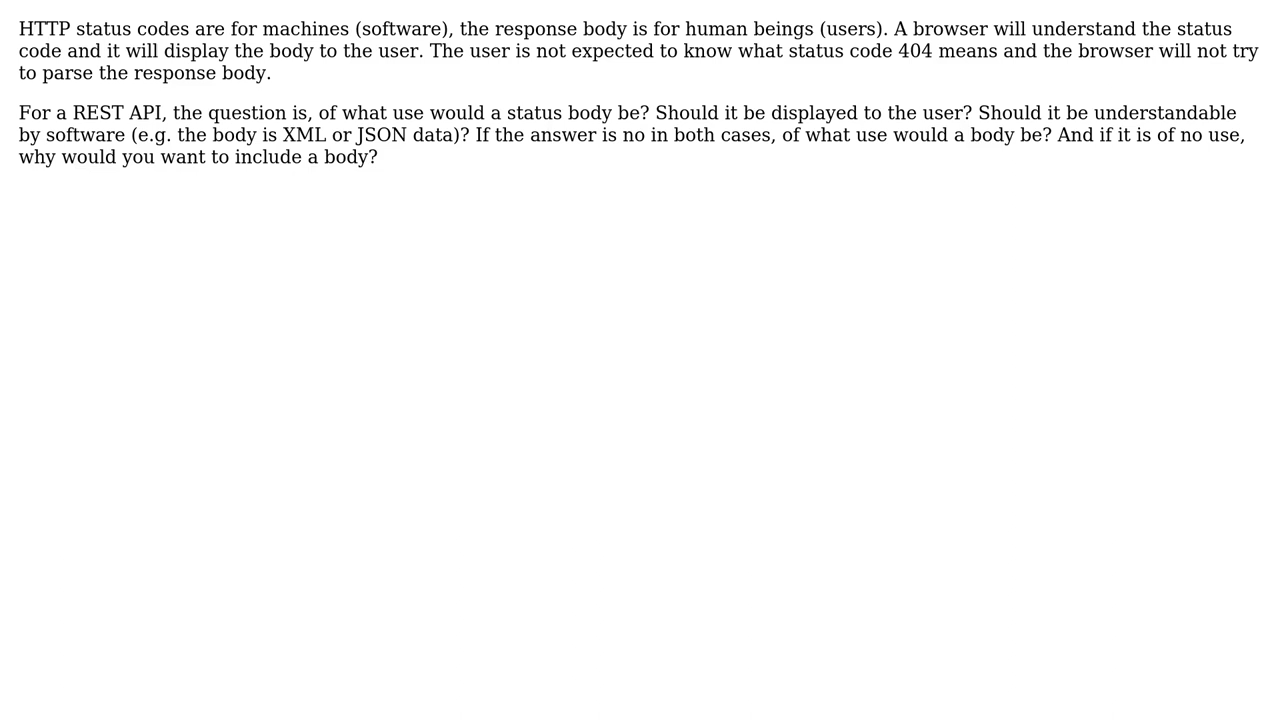 HTTP status codes are for machines (software), the response body is for human beings (users). A browser will understand the status
code and it will display the body to the user. The user is not expected to know what status code 404 means and the browser will not try
to parse the response body.
For a REST API, the question is, of what use would a status body be? Should it be displayed to the user? Should it be understandable
by software (e.g. the body is XML or JSON data)? If the answer is no in both cases, of what use would a body be? And if it is of no use,
why would you want to include a body?